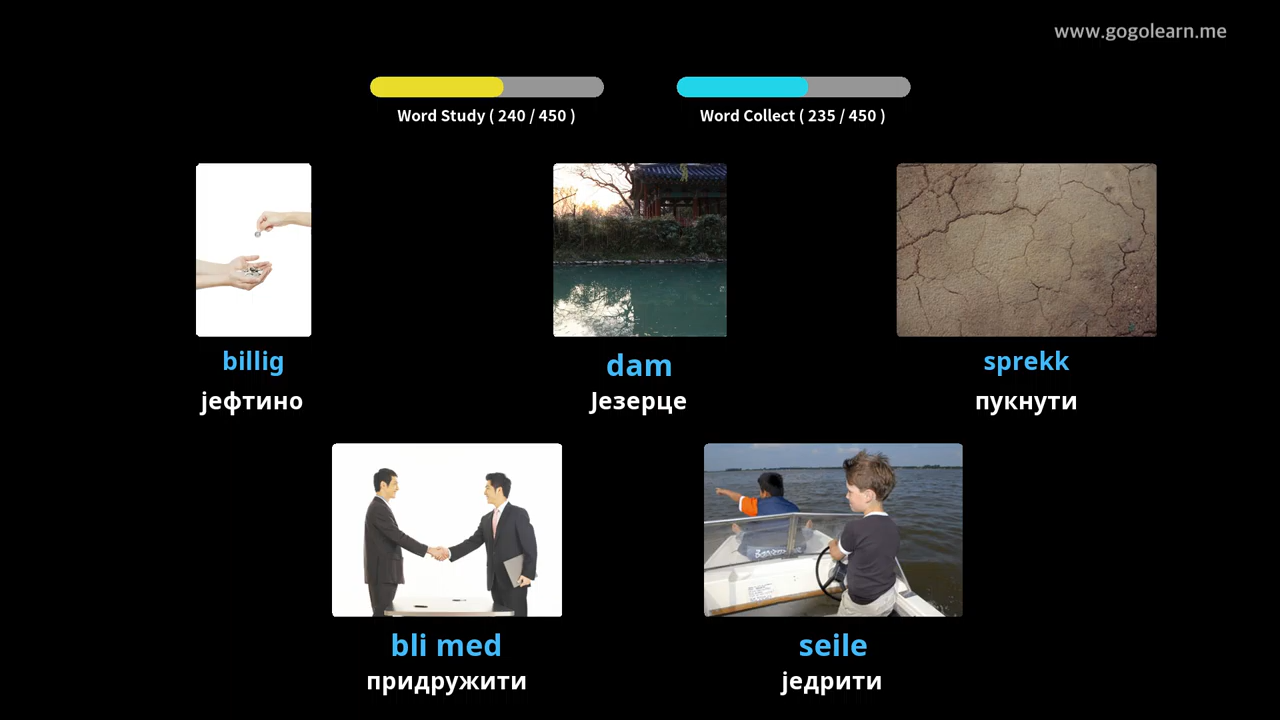 www.gogolearn.me
Word Study ( 240 / 450 )
Word Collect ( 235 / 450 )
billig
dam
sprekk
јефтино
Језерце
пукнути
bli med
seile
придружити
једрити